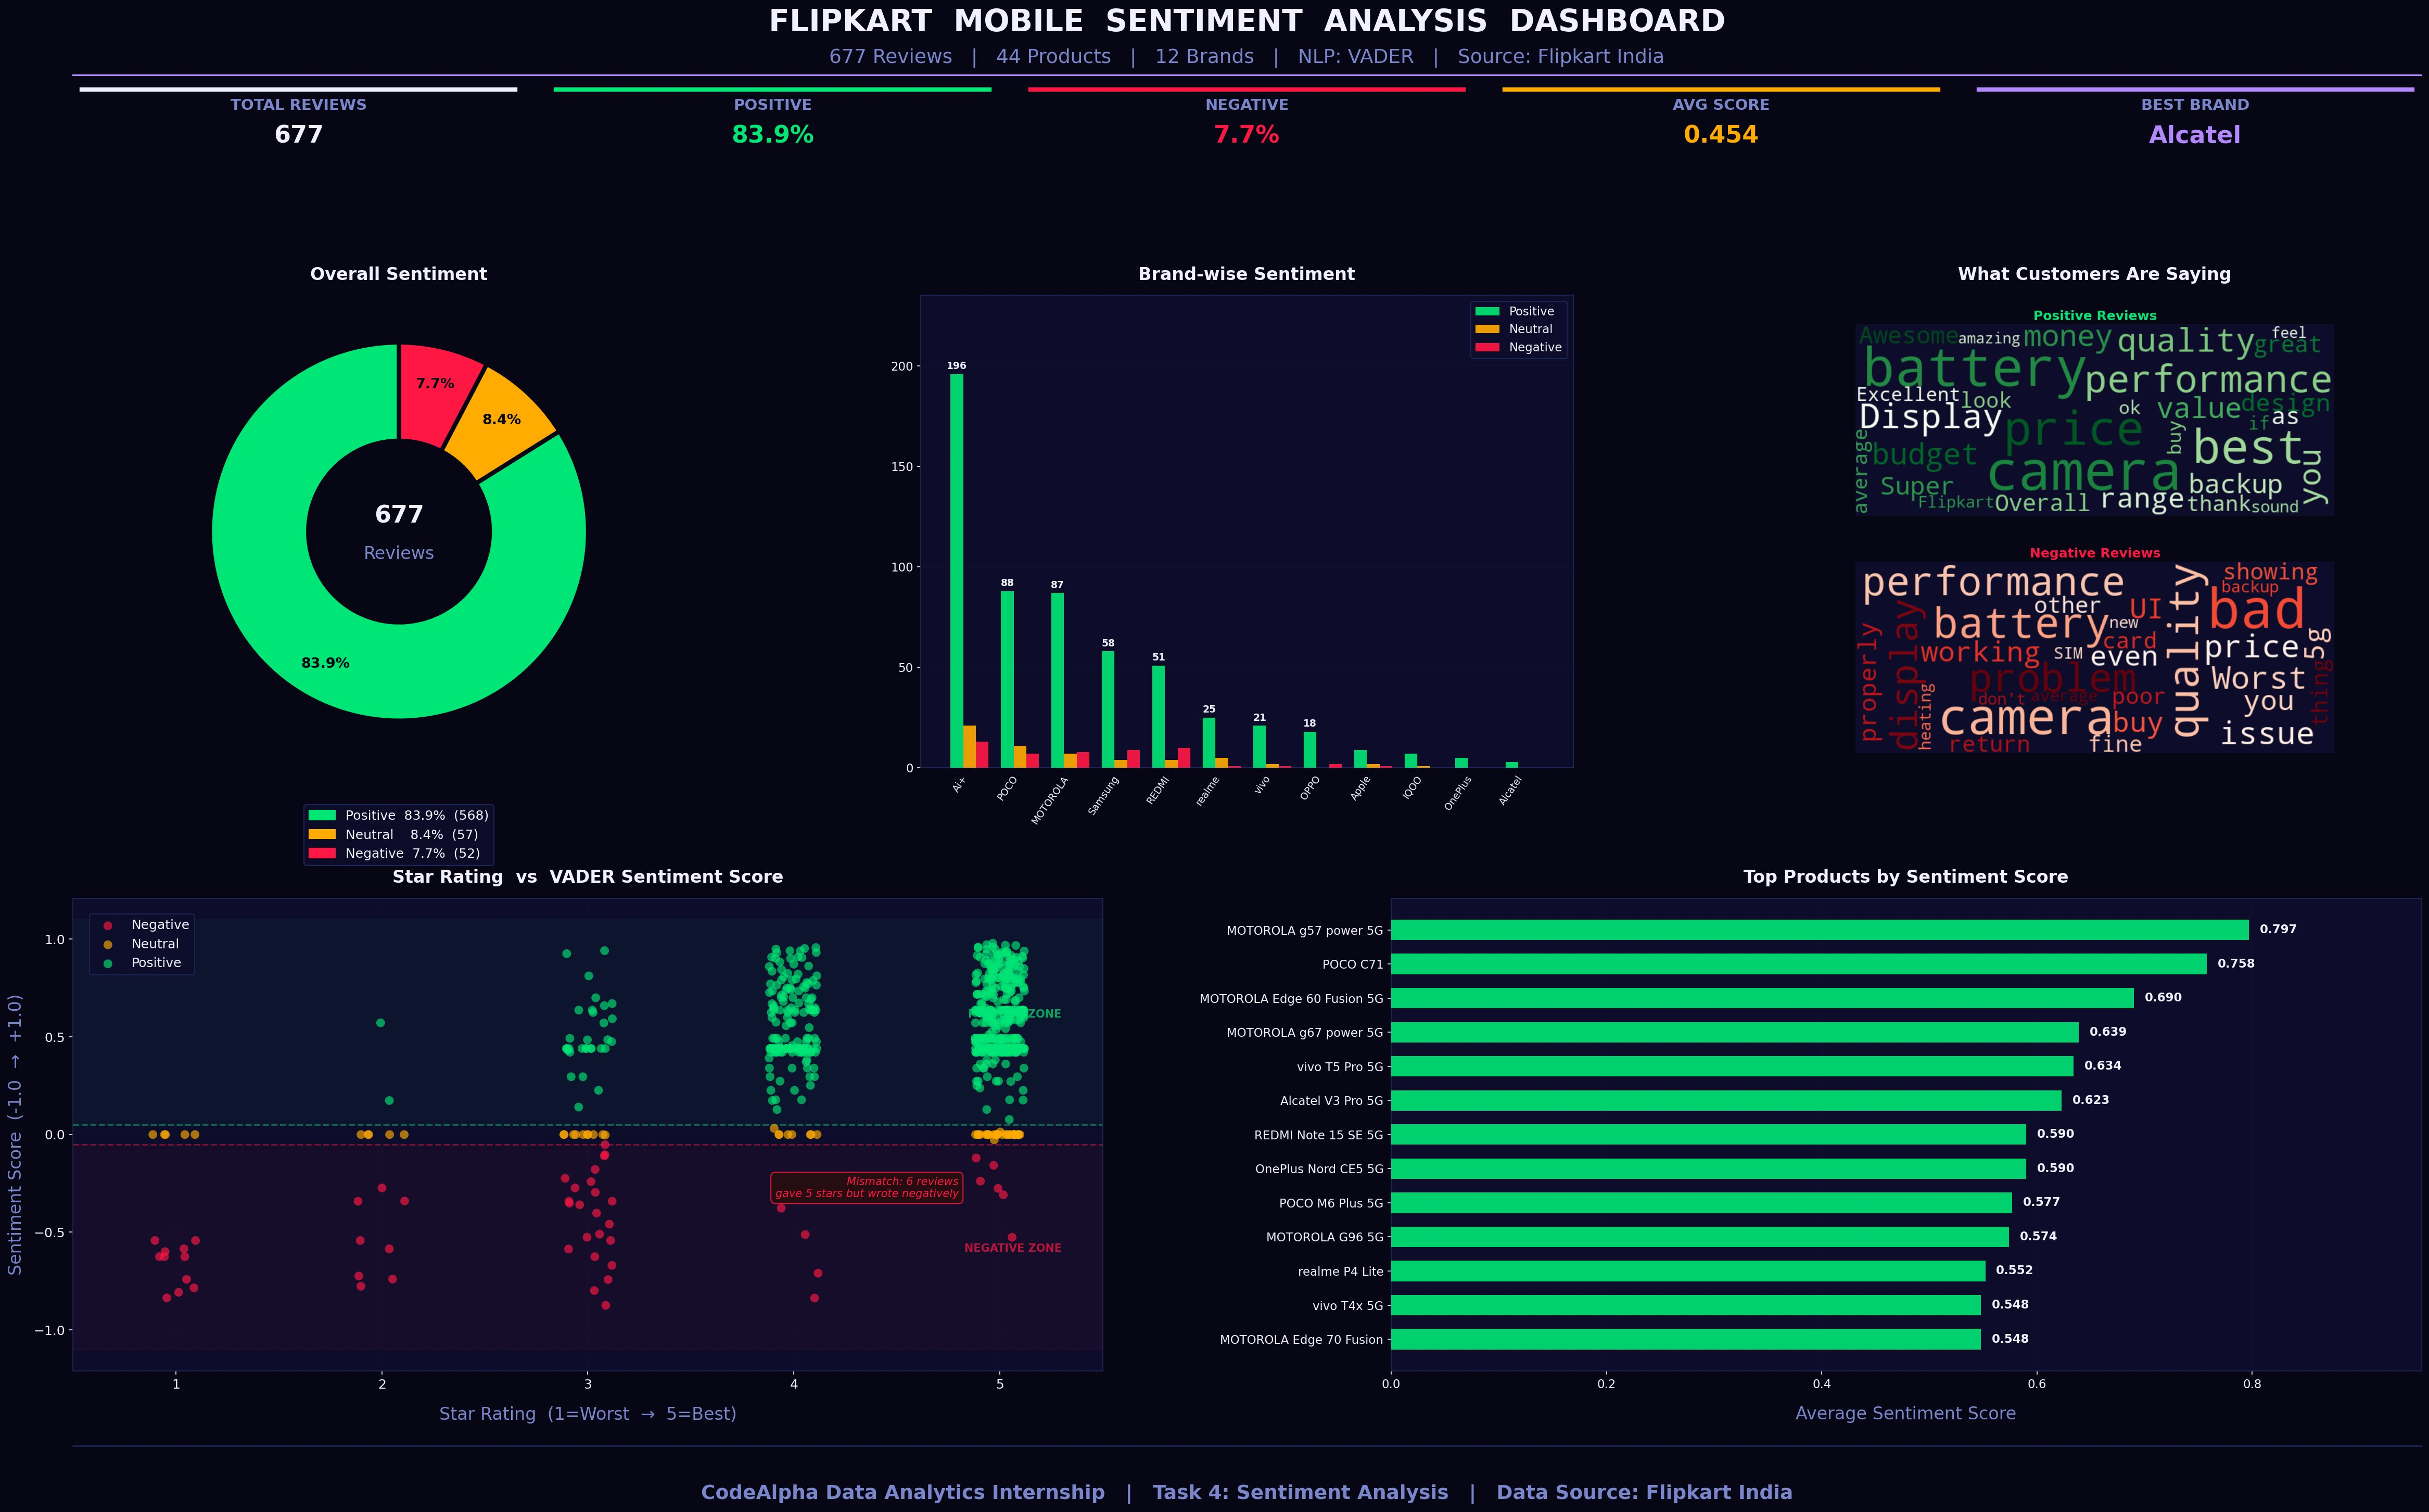 FLIPKART MOBILE SENTIMENT ANALYSIS DASHBOARD
677 Reviews | 44 Products | 12 Brands | NLP: VADER | Source: Flipkart India
TOTAL REVIEWS
677
POSITIVE
83.9%
NEGATIVE
7.7%
AVG SCORE
0.454
BEST BRAND
Alcatel
Overall Sentiment
7.7%
8.4%
677
Reviews
83.9%
Positive 83.9% (568)
Neutral 8.4% (57)
Negative 7.7% (52)
Brand-wise Sentiment
Positive
Neutral
Negative
200
150
100
50
0
196
88
87
58
51
25
21
18
Ai+
POCO
MOTOROLA
Samsung
REDMI
realme
vivo
OPPO
Apple
IQOO
OnePlus
Alcatel
What Customers Are Saying
Positive Reviews
Awesome
amazing
money
quality
feel
great
battery
performance
Excellent
look
ok
value
design
Display
price
if
as
buy
best
average
budget
camera
you
Super
backup
Flipkart
Overall
range
thank
sound
Negative Reviews
performance
quality
showing
backup
bad
other
UI
battery
new
card
properly
display
working
SIM
even
price
5g
problem
Worst
thing
don't
average
poor
you
heating
camera
buy
issue
return
fine
Star Rating vs VADER Sentiment Score
Negative
Neutral
Positive
1.0
0.5
0.0
−0.5
−1.0
Sentiment Score (-1.0 → +1.0)
ZONE
Mismatch: 6 reviews
gave 5 stars but wrote negatively
NEGATIVE ZONE
1
2
3
4
5
Star Rating (1=Worst → 5=Best)
Top Products by Sentiment Score
MOTOROLA g57 power 5G 0.797
POCO C71 0.758
MOTOROLA Edge 60 Fusion 5G 0.690
MOTOROLA g67 power 5G 0.639
vivo T5 Pro 5G 0.634
Alcatel V3 Pro 5G 0.623
REDMI Note 15 SE 5G 0.590
OnePlus Nord CE5 5G 0.590
POCO M6 Plus 5G 0.577
MOTOROLA G96 5G 0.574
realme P4 Lite 0.552
vivo T4x 5G 0.548
MOTOROLA Edge 70 Fusion 0.548
0.0
0.2
0.4
0.6
0.8
Average Sentiment Score
CodeAlpha Data Analytics Internship | Task 4: Sentiment Analysis | Data Source: Flipkart India